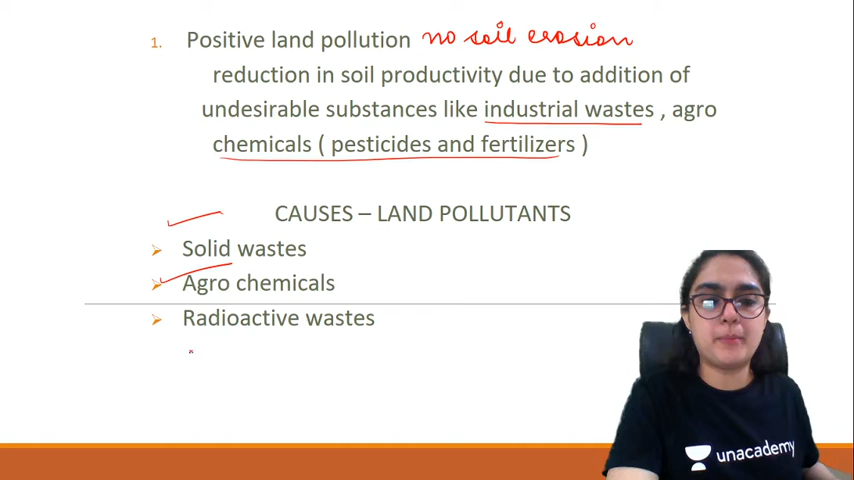 1. Positive land pollution no soil erosion
reduction in soil productivity due to addition of
undesirable substances like industrial wastes , agro
chemicals ( pesticides and fertilizers )
CAUSES – LAND POLLUTANTS
Solid wastes
Agro chemicals
Radioactive wastes
unacademy